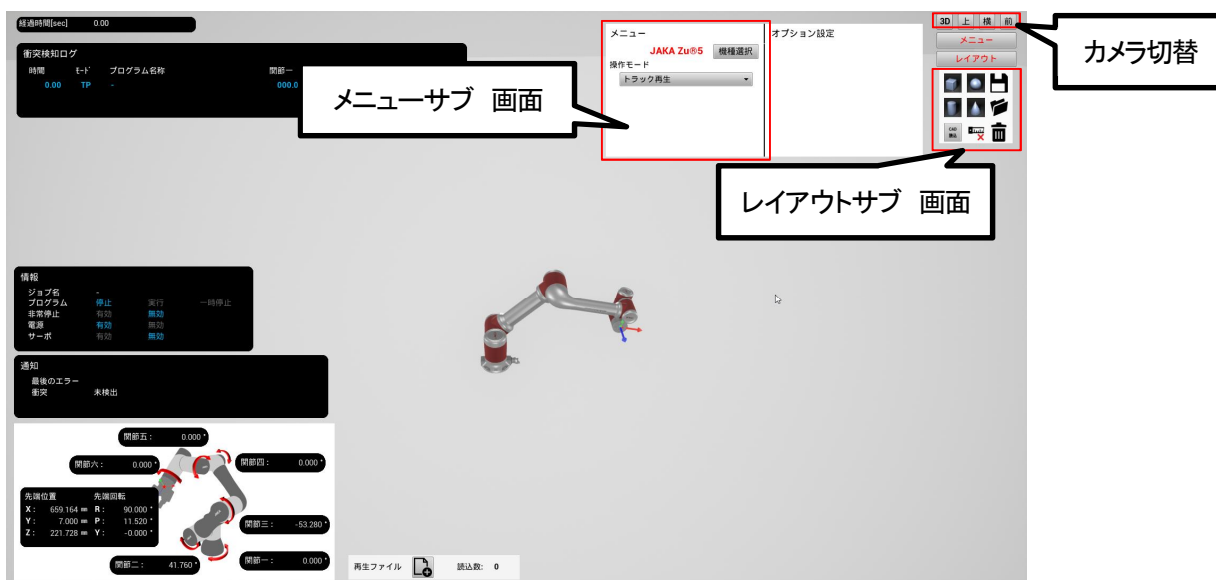 経過時間[sec] 0.00
衝突検知ログ
時間 ﾓｰﾄﾞ プログラム名称 関節一
0.00 TP - 000.0
メニューサブ 画面
メニュー
JAKA Zu®5 機種選択
操作モード
トラック再生
オプション設定
3D 上 横 前
メニュー
レイアウト
CAD
カメラ切替
レイアウトサブ 画面
情報
ジョブ名 -
プログラム 停止 実行 一時停止
非常停止 有効 無効
電源 有効 無効
サーボ 有効 無効
通知
最後のエラー
衝突 未検出
関節五： 0.000 °
関節六： 0.000 °
関節四： 0.000 °
先端位置 先端回転
X： 659.164 mm R： 90.000 °
Y： 7.000 mm P： 11.520 °
Z： 221.728 mm Y： -0.000 °
関節三： -53.280 °
関節二： 41.760 °
関節一： 0.000 °
再生ファイル 読込数: 0